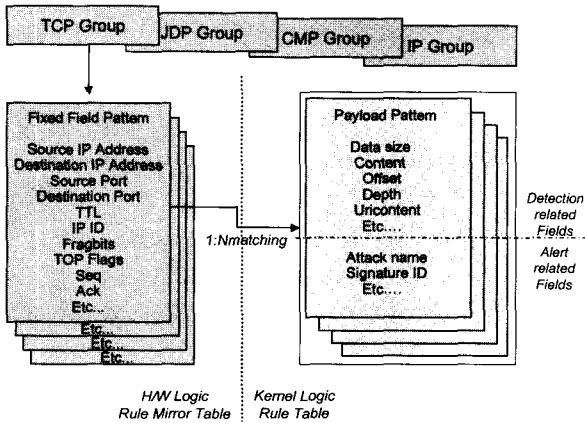 TCP Group
JDP Group
CMP Group
IP Group
Fixed Field Pattern
Source IP Address
Destination IP Address
Source Port
Destination Port
TTL
IP ID
Fragbits
TOP Flags
Seq
Ack
Etc...
Etc...
Etc...
Etc...
1:Nmatching
Payload Pattern
Data size
Content
Offset
Depth
Uricontent
Etc....
Attack name
Signature ID
Etc....
Detection
related
Fields
Alert
related
Fields
H/W Logic
Rule Mirror Table
Kernel Logic
Rule Table